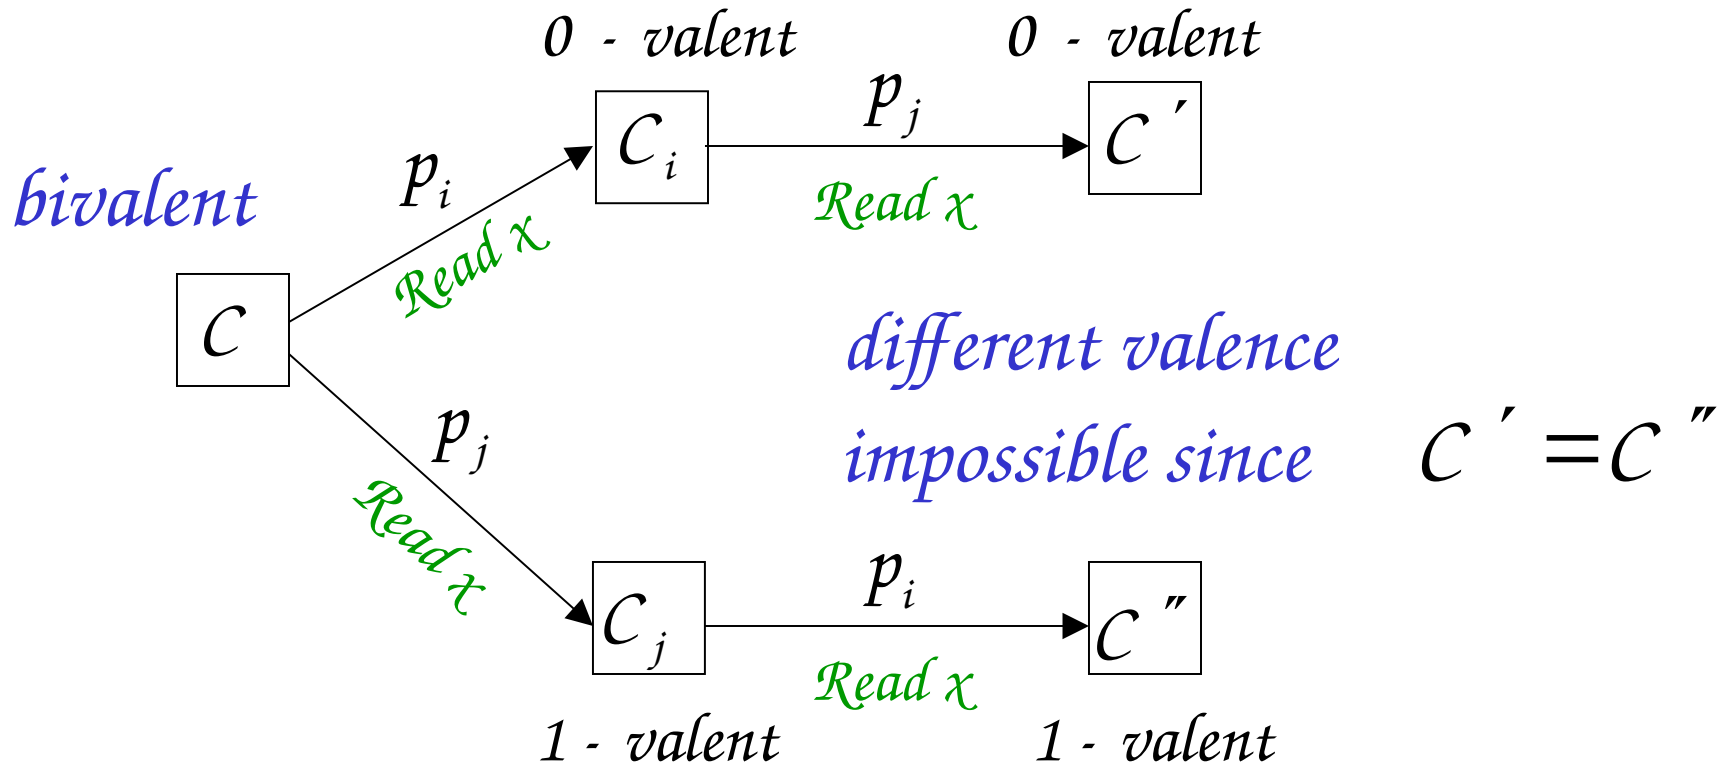 0 - valent
0 - valent
p_i
C_i
p_j
C′
bivalent
Read x
Read x
C
different valence
impossible since C′ = C″
p_j
Read x
C_j
p_i
C″
Read x
1 - valent
1 - valent